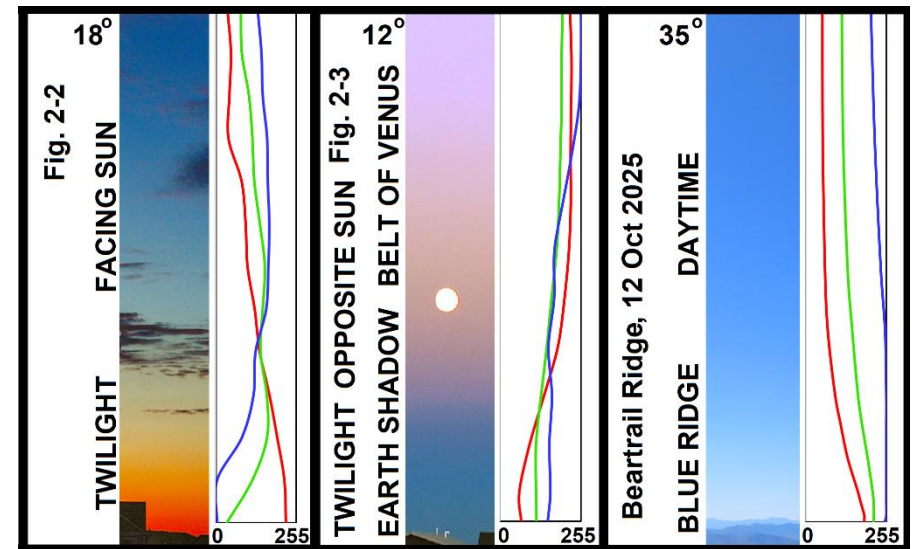 18°
Fig. 2-2
TWILIGHT FACING SUN
0 255
12°
TWILIGHT OPPOSITE SUN Fig. 2-3
EARTH SHADOW BELT OF VENUS
0 255
35°
Beartrail Ridge, 12 Oct 2025
BLUE RIDGE DAYTIME
0 255